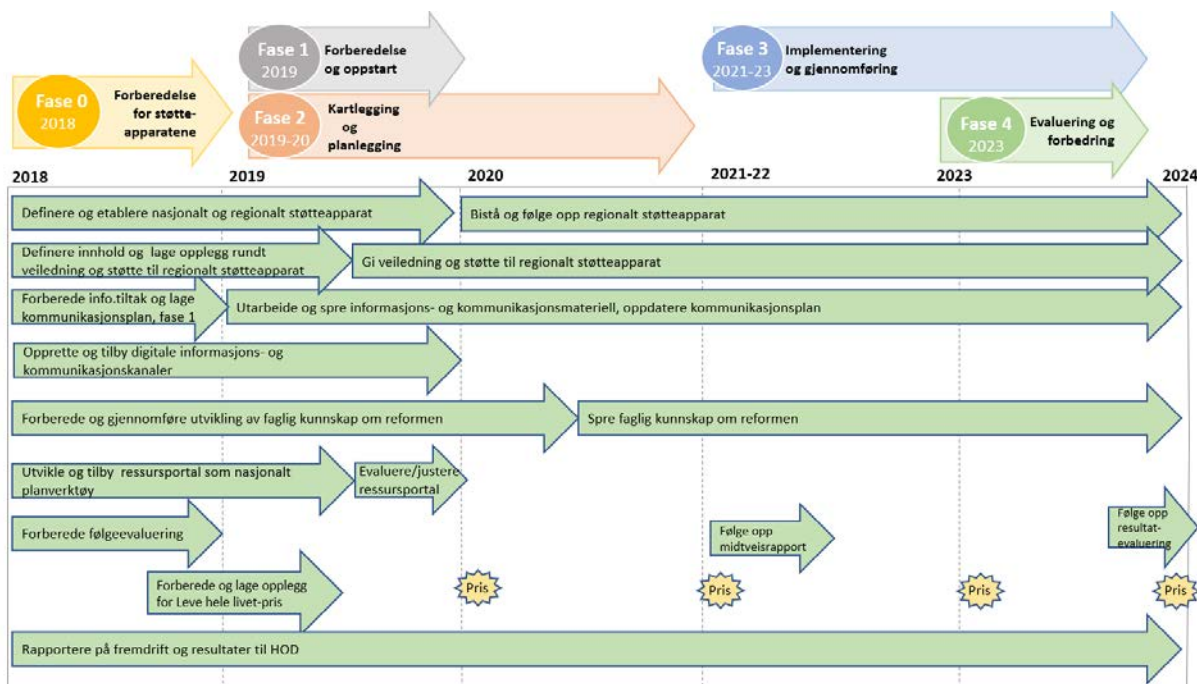 Fase 0
2018
Forberedelse
for støtte-
apparatene
Fase 1
2019
Forberedelse
og oppstart
Fase 2
2019-20
Kartlegging
og
planlegging
Fase 3
2021-23
Implementering
og gjennomføring
Fase 4
2023
Evaluering og
forbedring
2018
2019
2020
2021-22
2023
2024
Definere og etablere nasjonalt og regionalt støtteapparat
Bistå og følge opp regionalt støtteapparat
Definere innhold og lage opplegg rundt
veiledning og støtte til regionalt støtteapparat
Gi veiledning og støtte til regionalt støtteapparat
Forberede info.tiltak og lage
kommunikasjonsplan, fase 1
Utarbeide og spre informasjons- og kommunikasjonsmateriell, oppdatere kommunikasjonsplan
Opprette og tilby digitale informasjons- og
kommunikasjonskanaler
Forberede og gjennomføre utvikling av faglig kunnskap om reformen
Spre faglig kunnskap om reformen
Utvikle og tilby ressursportal som nasjonalt
planverktøy
Evaluere/justere
ressursportal
Forberede følgeevaluering
Følge opp
midtveisrapport
Følge opp
resultat-
evaluering
Forberede og lage opplegg
for Leve hele livet-pris
Pris
Pris
Pris
Pris
Rapportere på fremdrift og resultater til HOD